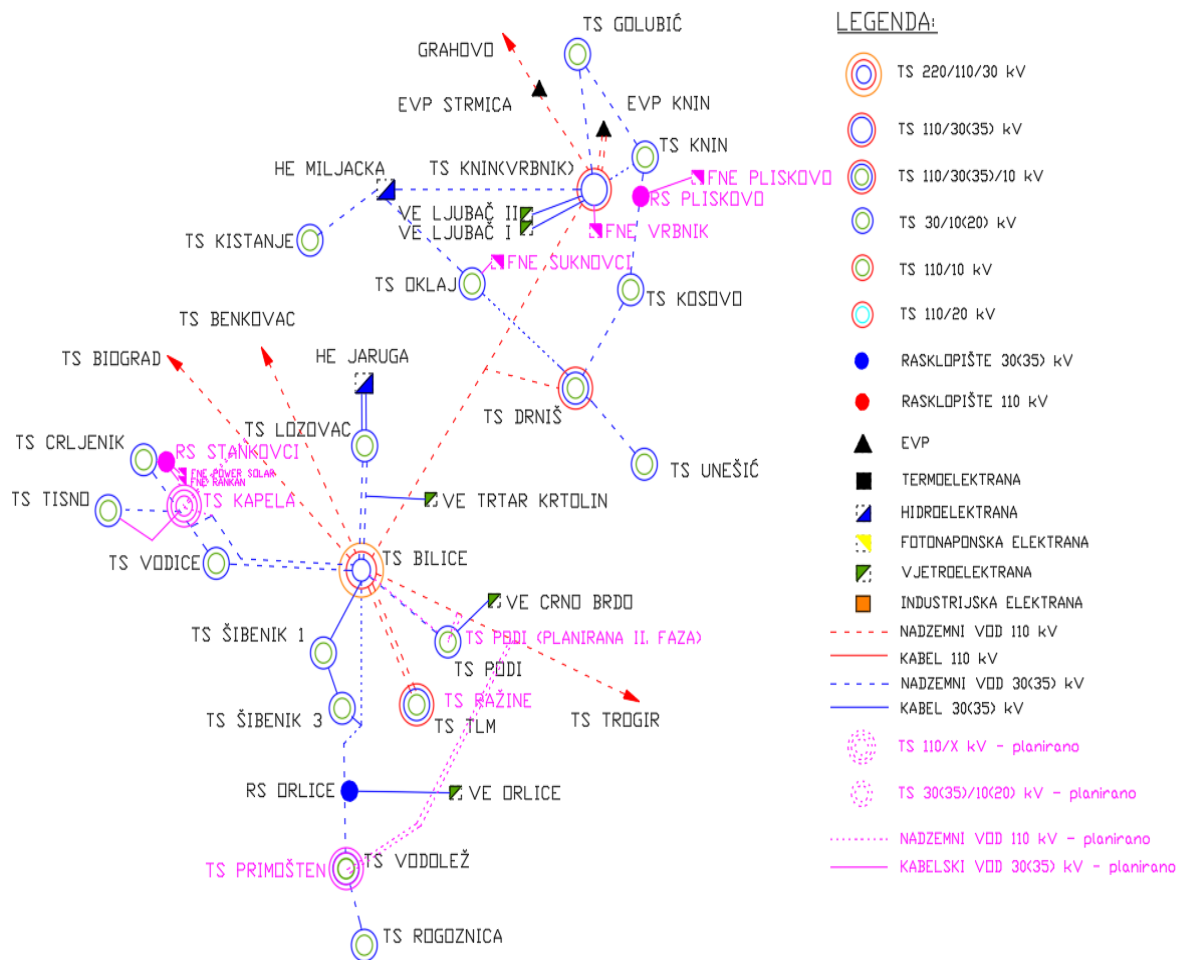 TS GOLUBIĆ
GRAHOVO
EVP STRMICA
EVP KNIN
TS KNIN
TS KNIN(VRBNIK)
HE MILJACKA
FNE PLISKOVO
RS PLISKOVO
VE LJUBAČ II
VE LJUBAČ I
FNE VRBNIK
TS KISTANJE
FNE SUKNOVCI
TS OKLAJ
TS KOSOVO
TS BENKOVAC
TS BIOGRAD
HE JARUGA
TS DRNIŠ
TS LOZOVAC
TS CRLJENIK
RS STANKOVCI
FNE POWER SOLAR
FNE RANKAN
TS UNEŠIĆ
TS TISNO
TS KAPELA
VE TRTAR KRTOLIN
TS VODICE
TS BILICE
VE CRNO BRDO
TS ŠIBENIK 1
TS PODI (PLANIRANA II. FAZA)
TS PODI
TS RAŽINE
TS ŠIBENIK 3
TS TLM
TS TROGIR
RS ORLICE
VE ORLICE
TS PRIMOŠTEN
TS VODOLEŽ
TS ROGOZNICA
LEGENDA:
TS 220/110/30 kV
TS 110/30(35) kV
TS 110/30(35)/10 kV
TS 30/10(20) kV
TS 110/10 kV
TS 110/20 kV
RASKLOPIŠTE 30(35) kV
RASKLOPIŠTE 110 kV
EVP
TERMOELEKTRANA
HIDROELEKTRANA
FOTONAPONSKA ELEKTRANA
VJETROELEKTRANA
INDUSTRIJSKA ELEKTRANA
NADZEMNI VOD 110 kV
KABEL 110 kV
NADZEMNI VOD 30(35) kV
KABEL 30(35) kV
TS 110/X kV - planirano
TS 30(35)/10(20) kV - planirano
NADZEMNI VOD 110 kV - planirano
KABELSKI VOD 30(35) kV - planirano